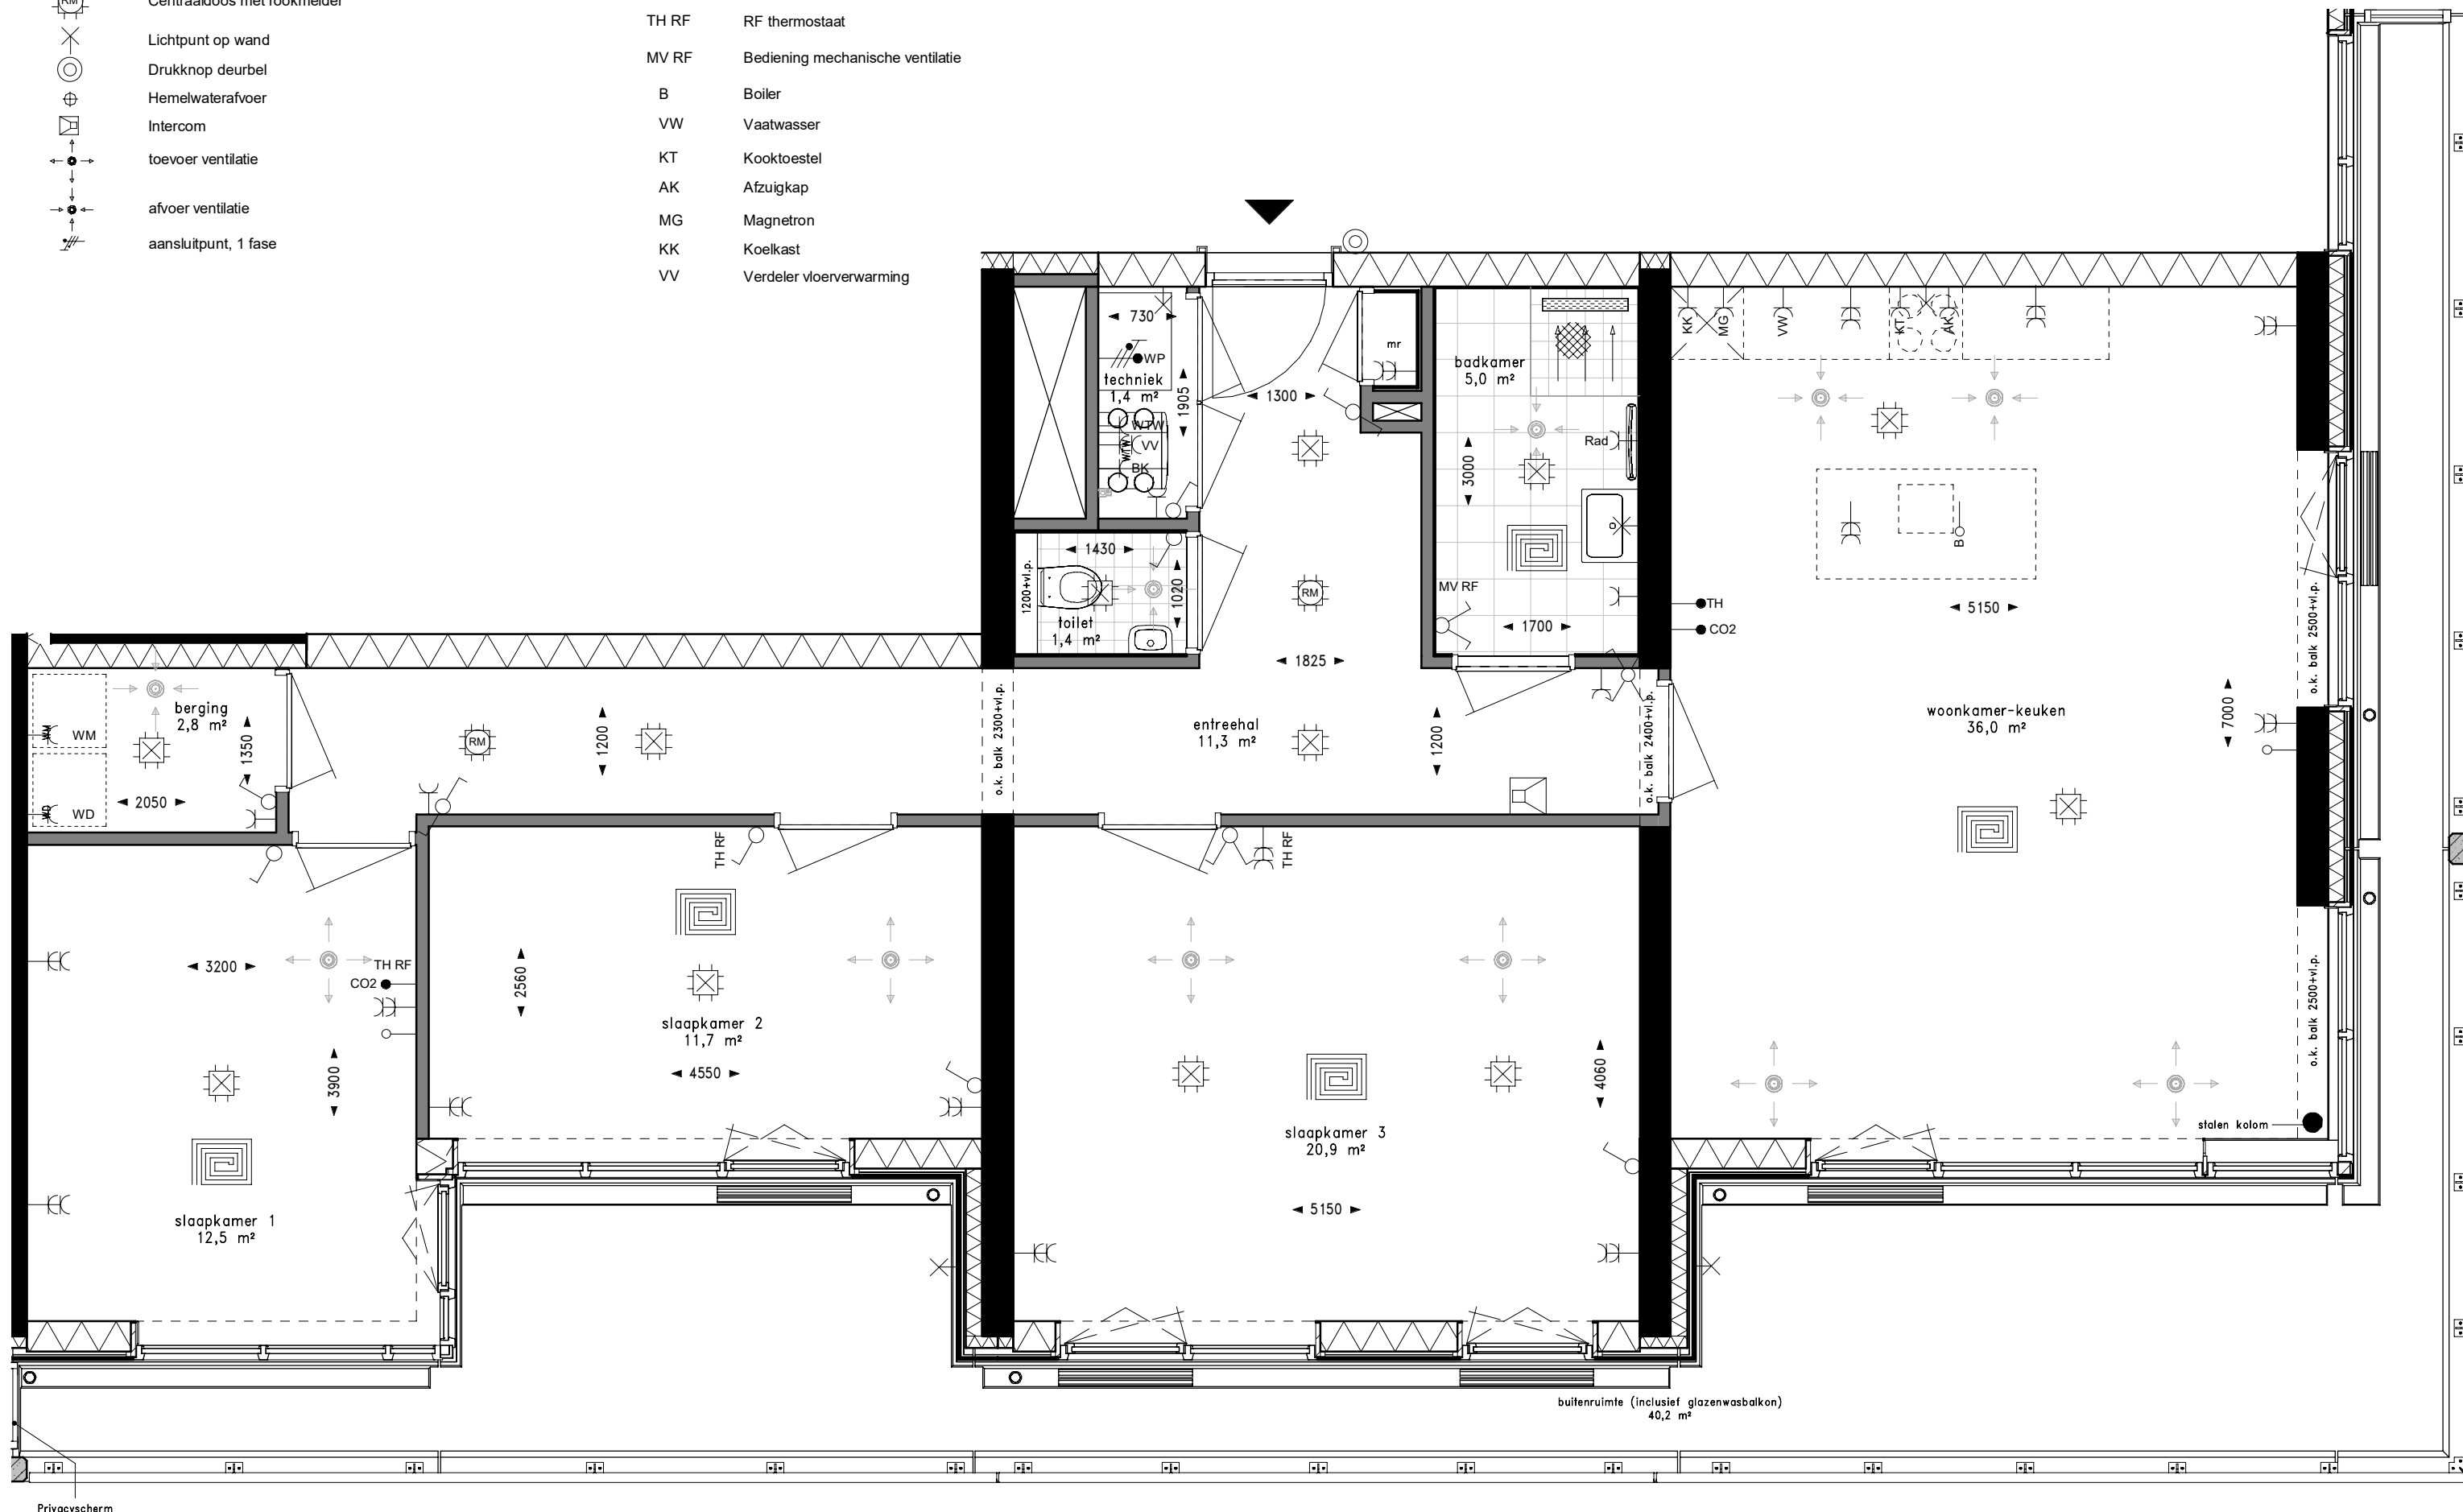 Centraaldoos met rookmelder
RM
Lichtpunt op wand
Drukknop deurbel
Hemelwaterafvoer
Intercom
toevoer ventilatie
afvoer ventilatie
aansluitpunt, 1 fase
TH RF RF thermostaat
MV RF Bediening mechanische ventilatie
B Boiler
VW Vaatwasser
KT Kooktoestel
AK Afzuigkap
MG Magnetron
KK Koelkast
VV Verdeler vloerverwarming
730
WP
techniek
1,4 m²
1905
WTW
WTW
VV
BK
1300
mr
badkamer
5,0 m²
Rad
3000
MV RF
1700
KK
MG
VW
KT
AK
B
5150
TH
CO2
o.k. balk 2500+vl.p.
1430
1200+vl.p.
1020
toilet
1,4 m²
RM
1825
berging
2,8 m²
WM
WM
WD
WD
1350
2050
RM
1200
o.k. balk 2300+vl.p.
entreehal
11,3 m²
1200
o.k. balk 2400+vl.p.
woonkamer-keuken
36,0 m²
7000
TH RF
TH RF
3200
TH RF
CO2
3900
slaapkamer 1
12,5 m²
2560
slaapkamer 2
11,7 m²
4550
4060
slaapkamer 3
20,9 m²
5150
o.k. balk 2500+vl.p.
stalen kolom
buitenruimte (inclusief glazenwasbalkon)
40,2 m²
Privacyscherm